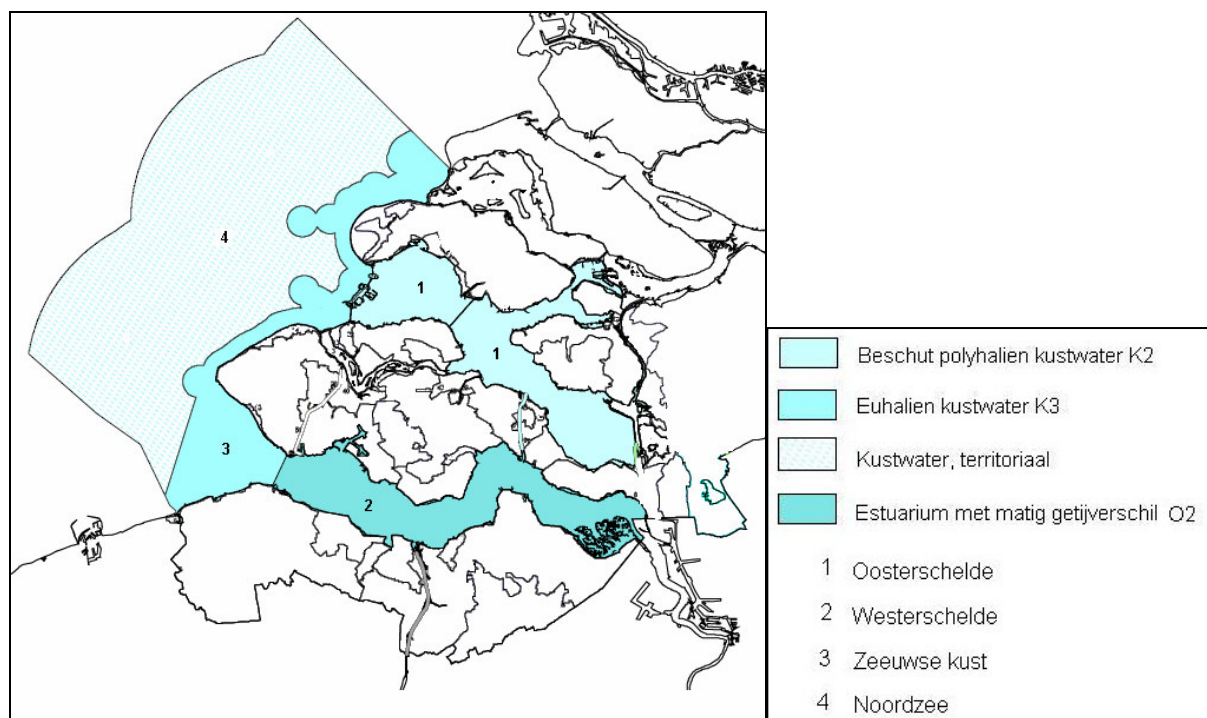 4
1
1
3
2
Beschut polyhalien kustwater K2
Euhalien kustwater K3
Kustwater, territoriaal
Estuarium met matig getijverschil O2
1 Oosterschelde
2 Westerschelde
3 Zeeuwse kust
4 Noordzee